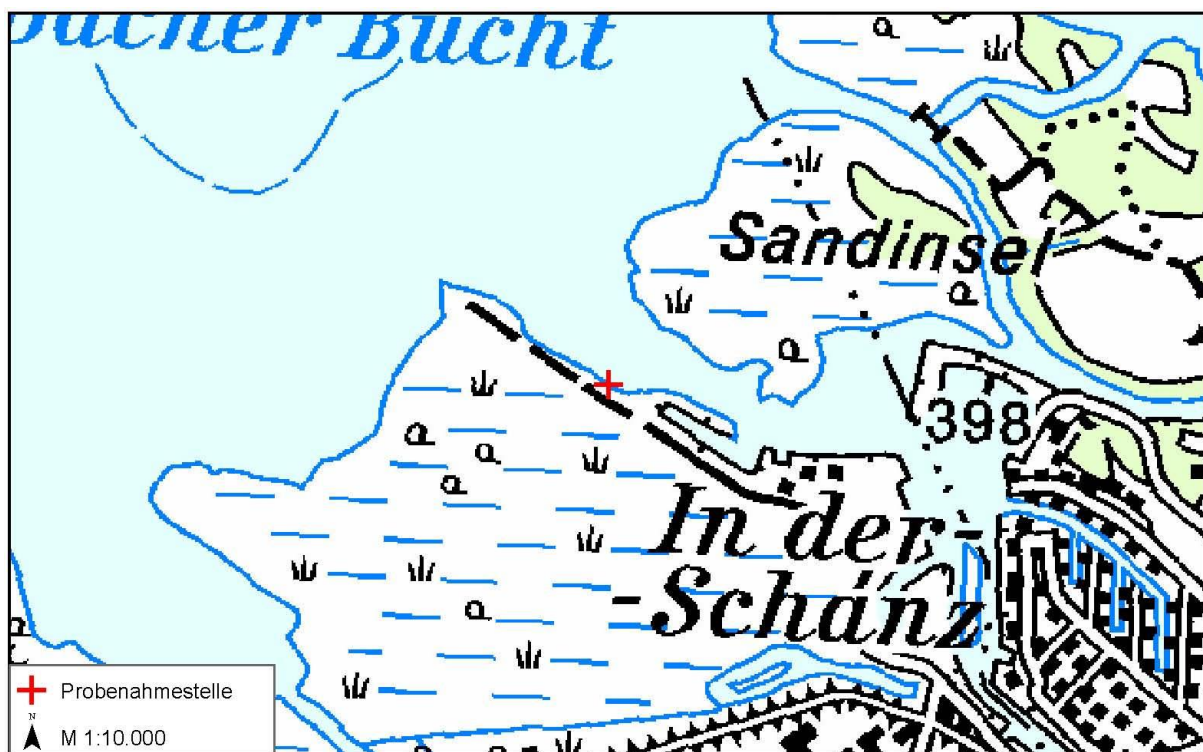 Bucht
Sandinsel
398
In der-
-Schanz
Probenahmestelle
N
M 1:10.000